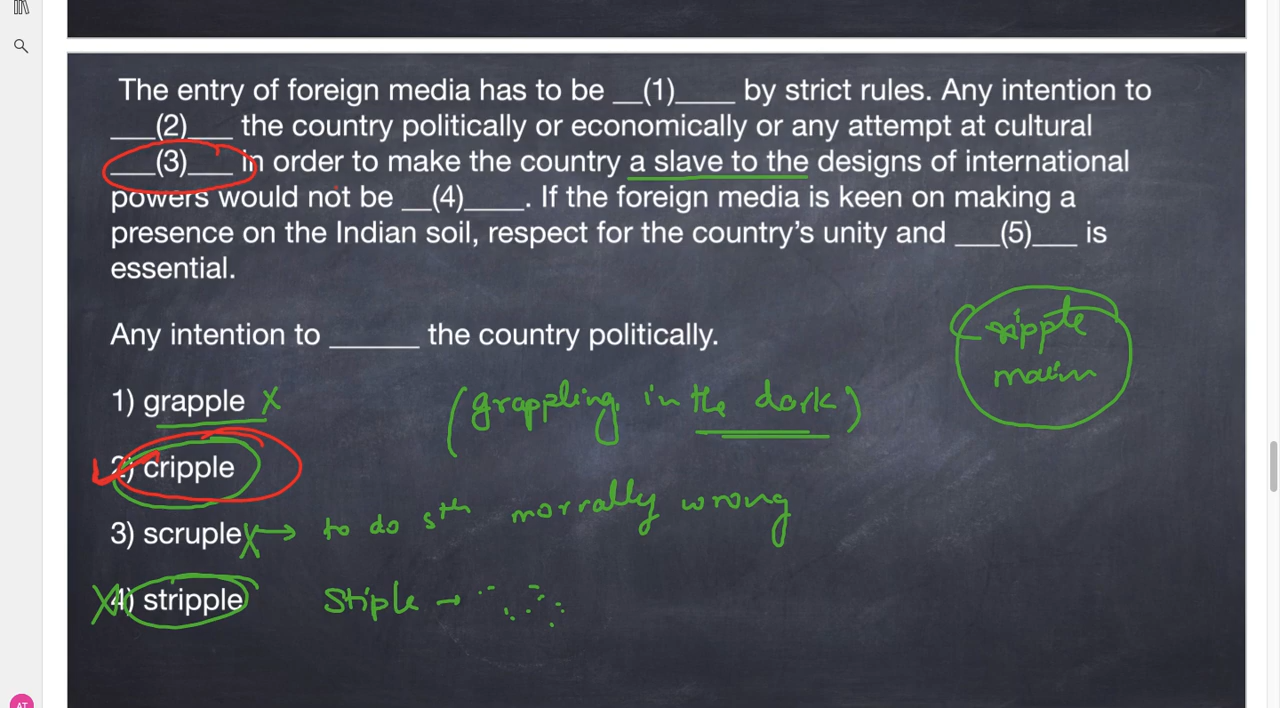 The entry of foreign media has to be __(1)____ by strict rules. Any intention to
___(2)___ the country politically or economically or any attempt at cultural
___(3)___ in order to make the country a slave to the designs of international
powers would not be __(4)____. If the foreign media is keen on making a
presence on the Indian soil, respect for the country's unity and ___(5)___ is
essential.
Any intention to ______ the country politically.
1) grapple X
(grappling in the dark)
2) cripple
3) scruple X → to do sth morrally wrong
X 4) stripple
Stiple →
AT